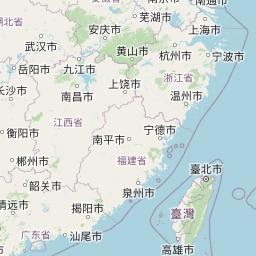 南京市
南通市
安徽省
湖北省
芜湖市
上海市
安庆市
武汉市
黄山市
杭州市
宁波市
岳阳市
九江市
浙江省
上饶市
长沙市
南昌市
温州市
江西省
衡阳市
宁德市
南平市
郴州市
福建省
韶关市
臺北市
泉州市
清远市
揭阳市
臺灣
广东省
汕尾市
高雄市